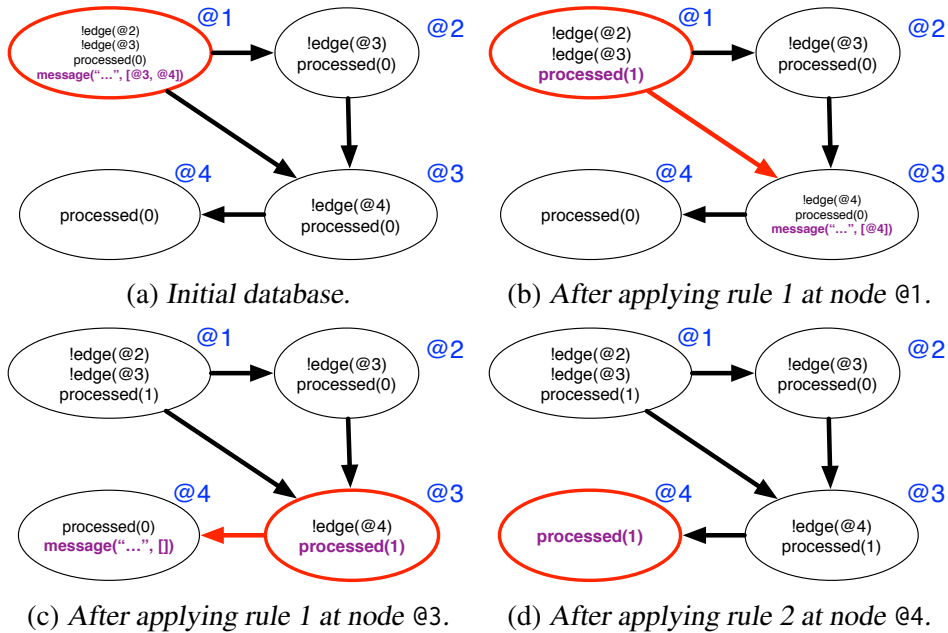 @1
!edge(@2)
!edge(@3)
processed(0)
message(“...”, [@3, @4])
@2
!edge(@3)
processed(0)
@4
processed(0)
@3
!edge(@4)
processed(0)
(a) Initial database.
@1
!edge(@2)
!edge(@3)
processed(1)
@2
!edge(@3)
processed(0)
@4
processed(0)
@3
!edge(@4)
processed(0)
message(“...”, [@4])
(b) After applying rule 1 at node @1.
@1
!edge(@2)
!edge(@3)
processed(1)
@2
!edge(@3)
processed(0)
@4
processed(0)
message(“...”, [])
@3
!edge(@4)
processed(1)
(c) After applying rule 1 at node @3.
@1
!edge(@2)
!edge(@3)
processed(1)
@2
!edge(@3)
processed(0)
@4
processed(1)
@3
!edge(@4)
processed(1)
(d) After applying rule 2 at node @4.